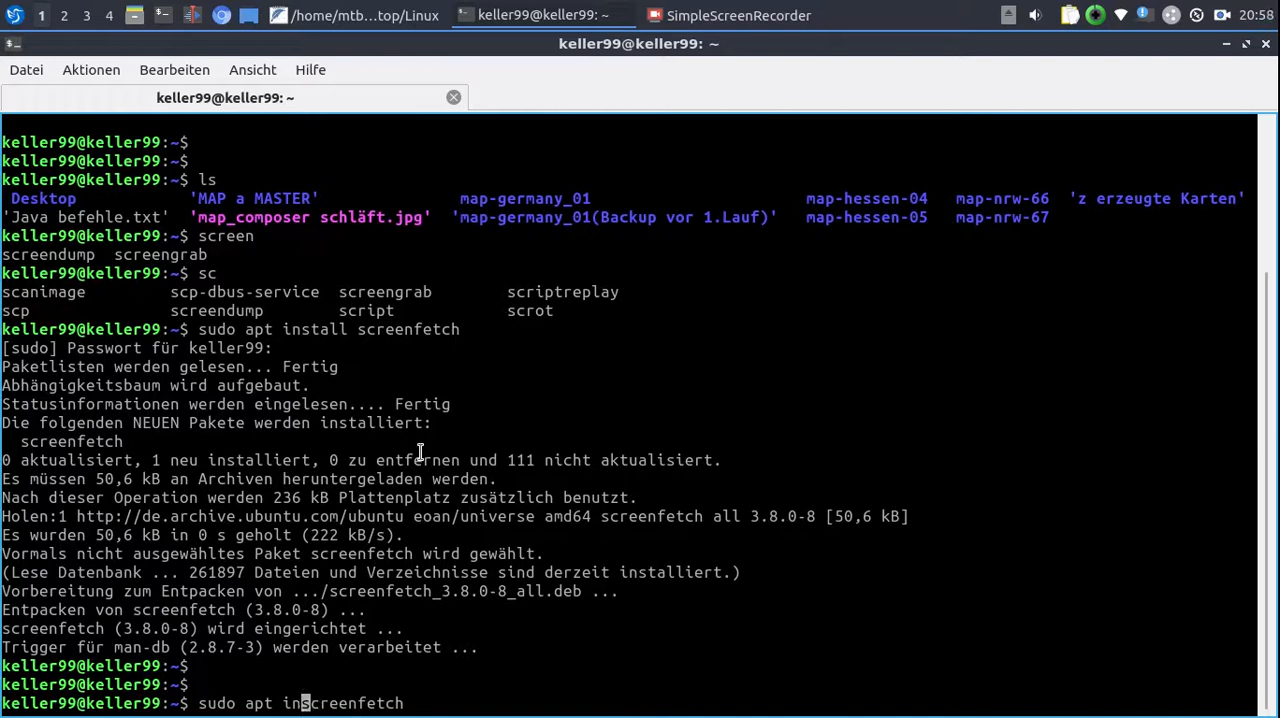 1 2 3 4 /home/mtb...top/Linux keller99@keller99: ~ SimpleScreenRecorder 20:58
keller99@keller99: ~
Datei Aktionen Bearbeiten Ansicht Hilfe
keller99@keller99: ~
keller99@keller99:~$
keller99@keller99:~$
keller99@keller99:~$ ls
Desktop 'MAP a MASTER' map-germany_01 map-hessen-04 map-nrw-66 'z erzeugte Karten'
'Java befehle.txt' 'map_composer schläft.jpg' 'map-germany_01(Backup vor 1.Lauf)' map-hessen-05 map-nrw-67
keller99@keller99:~$ screen
screendump screengrab
keller99@keller99:~$ sc
scanimage scp-dbus-service screengrab scriptreplay
scp screendump script scrot
keller99@keller99:~$ sudo apt install screenfetch
[sudo] Passwort für keller99:
Paketlisten werden gelesen... Fertig
Abhängigkeitsbaum wird aufgebaut.
Statusinformationen werden eingelesen.... Fertig
Die folgenden NEUEN Pakete werden installiert:
screenfetch
0 aktualisiert, 1 neu installiert, 0 zu entfernen und 111 nicht aktualisiert.
Es müssen 50,6 kB an Archiven heruntergeladen werden.
Nach dieser Operation werden 236 kB Plattenplatz zusätzlich benutzt.
Holen:1 http://de.archive.ubuntu.com/ubuntu eoan/universe amd64 screenfetch all 3.8.0-8 [50,6 kB]
Es wurden 50,6 kB in 0 s geholt (222 kB/s).
Vormals nicht ausgewähltes Paket screenfetch wird gewählt.
(Lese Datenbank ... 261897 Dateien und Verzeichnisse sind derzeit installiert.)
Vorbereitung zum Entpacken von .../screenfetch_3.8.0-8_all.deb ...
Entpacken von screenfetch (3.8.0-8) ...
screenfetch (3.8.0-8) wird eingerichtet ...
Trigger für man-db (2.8.7-3) werden verarbeitet ...
keller99@keller99:~$
keller99@keller99:~$
keller99@keller99:~$ sudo apt inscreenfetch